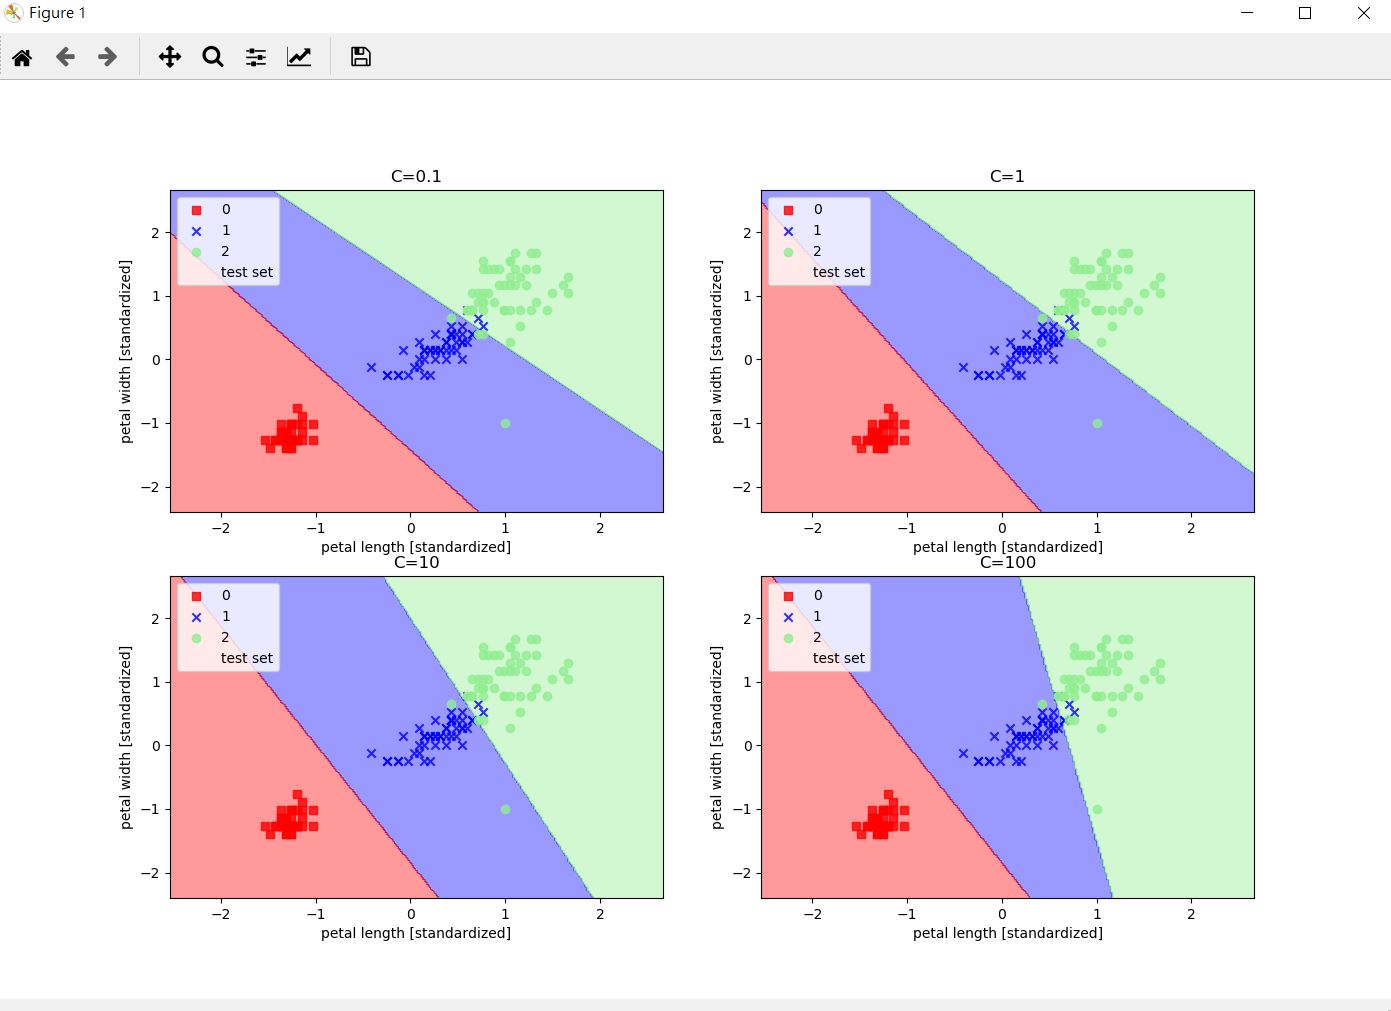 Figure 1
C=0.1
0
1
2
test set
2
1
0
−1
−2
petal width [standardized]
−2 −1 0 1 2
petal length [standardized]
C=1
0
1
2
test set
2
1
0
−1
−2
petal width [standardized]
−2 −1 0 1 2
petal length [standardized]
C=10
0
1
2
test set
2
1
0
−1
−2
petal width [standardized]
−2 −1 0 1 2
petal length [standardized]
C=100
0
1
2
test set
2
1
0
−1
−2
petal width [standardized]
−2 −1 0 1 2
petal length [standardized]